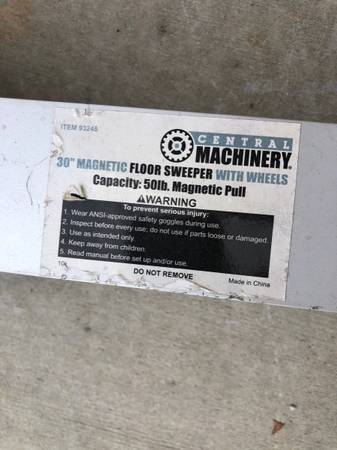 ITEM 93245
CENTRAL
MACHINERY®
30" MAGNETIC FLOOR SWEEPER WITH WHEELS
Capacity: 50lb. Magnetic Pull
⚠WARNING
To prevent serious injury:
1. Wear ANSI-approved safety goggles during use.
2. Inspect before every use; do not use if parts loose or damaged.
3. Use as intended only.
4. Keep away from children.
5. Read manual before set up and/or use.
DO NOT REMOVE
Made in China